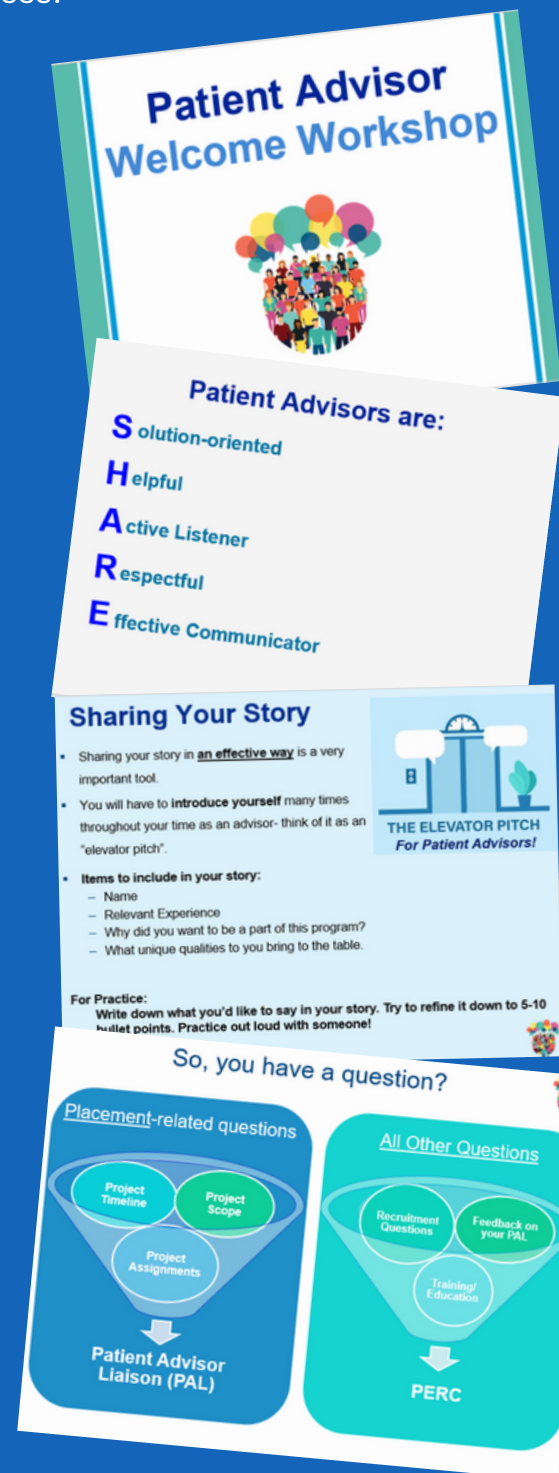 Patient Advisor
Welcome Workshop
Patient Advisors are:
Solution-oriented
Helpful
Active Listener
Respectful
Effective Communicator
Sharing Your Story
▪ Sharing your story in an effective way is a very
important tool.
▪ You will have to introduce yourself many times
throughout your time as an advisor- think of it as an
"elevator pitch".
▪ Items to include in your story:
– Name
– Relevant Experience
– Why did you want to be a part of this program?
– What unique qualities to you bring to the table.
THE ELEVATOR PITCH
For Patient Advisors!
For Practice:
Write down what you'd like to say in your story. Try to refine it down to 5-10
bullet points. Practice out loud with someone!
So, you have a question?
Placement-related questions
Project
Timeline
Project
Scope
Project
Assignments
Patient Advisor
Liaison (PAL)
All Other Questions
Recruitment
Questions
Feedback on
your PAL
Training/
Education
PERC